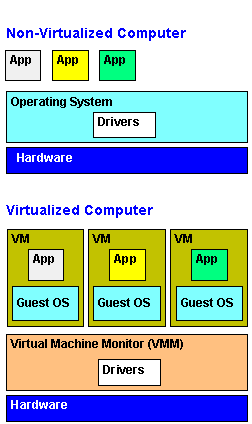 Non-Virtualized Computer
App App App
Operating System
Drivers
Hardware
Virtualized Computer
VM VM VM
App App App
Guest OS Guest OS Guest OS
Virtual Machine Monitor (VMM)
Drivers
Hardware